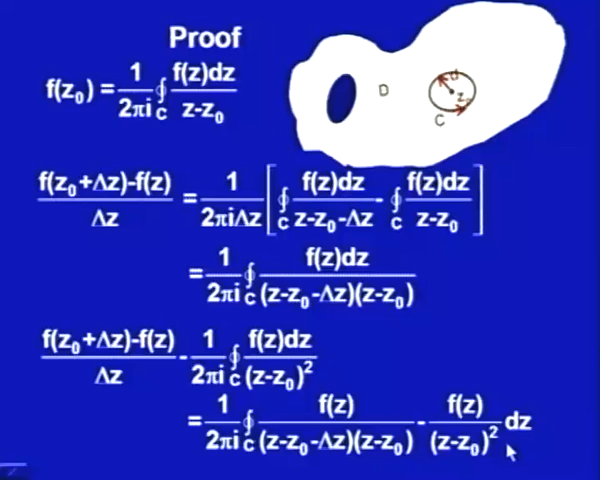 Proof
f(z₀) = 1/2πi ∮_C f(z)dz/z-z₀
D
d
z₀
C
f(z₀+Δz)-f(z)/Δz = 1/2πiΔz [ ∮_C f(z)dz/z-z₀-Δz - ∮_C f(z)dz/z-z₀ ]
= 1/2πi ∮_C f(z)dz/(z-z₀-Δz)(z-z₀)
f(z₀+Δz)-f(z)/Δz - 1/2πi ∮_C f(z)dz/(z-z₀)²
= 1/2πi ∮_C f(z)/(z-z₀-Δz)(z-z₀) - f(z)/(z-z₀)² dz